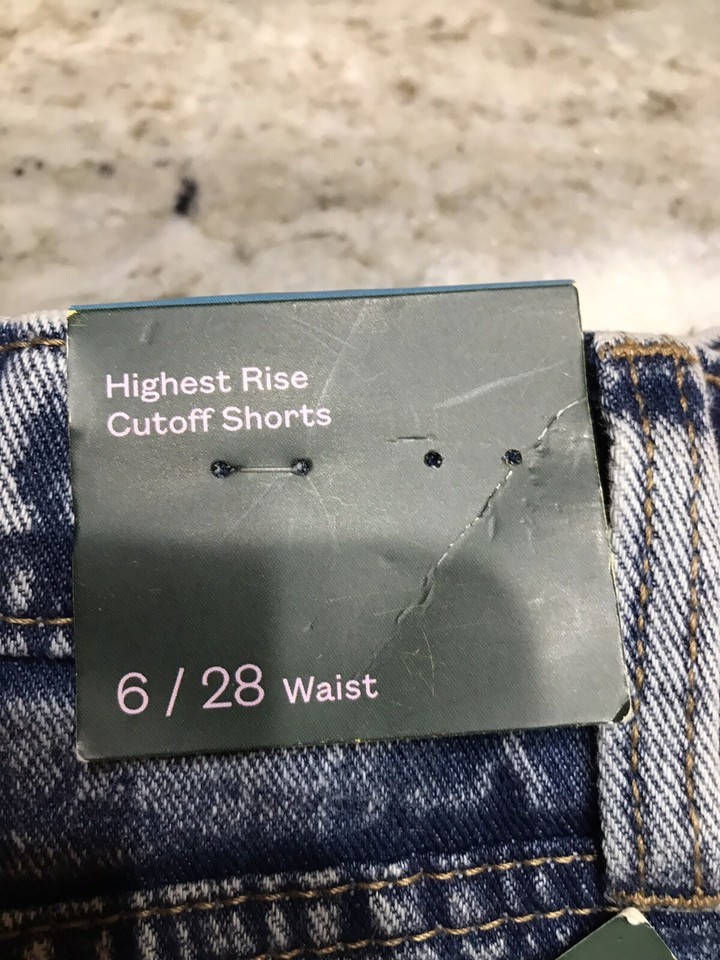 Highest Rise
Cutoff Shorts
6 / 28 Waist